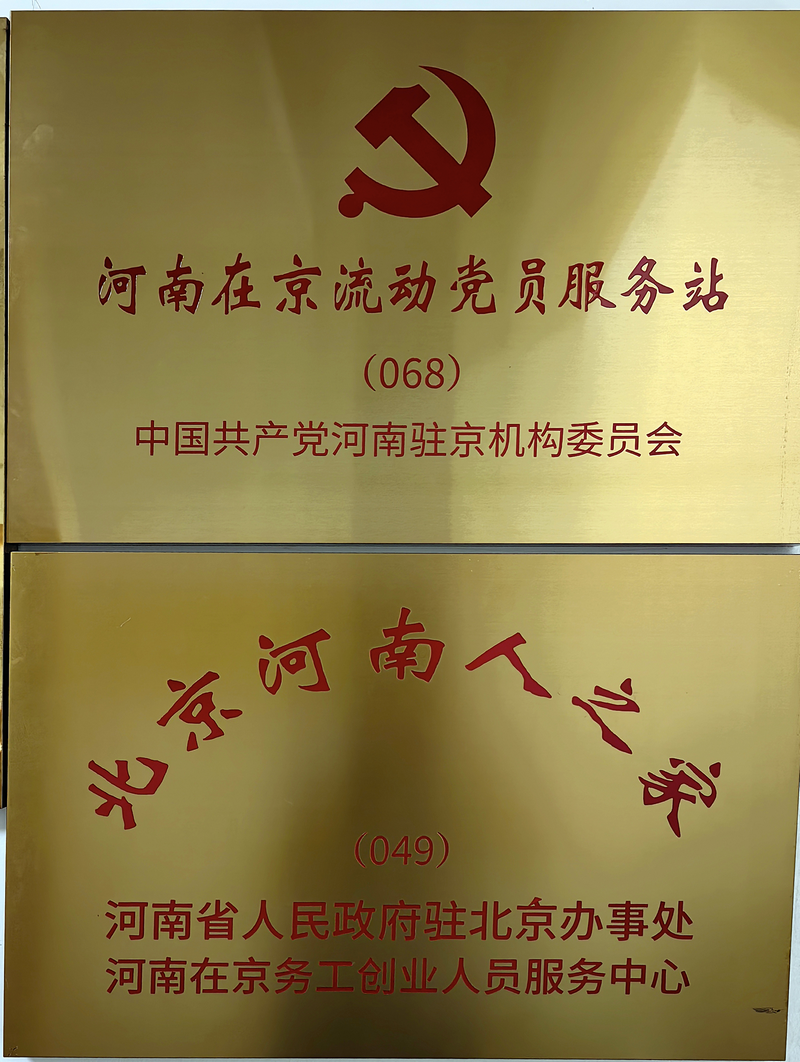 河南在京流动党员服务站
（068）
中国共产党河南驻京机构委员会
北京河南人之家
（049）
河南省人民政府驻北京办事处
河南在京务工创业人员服务中心